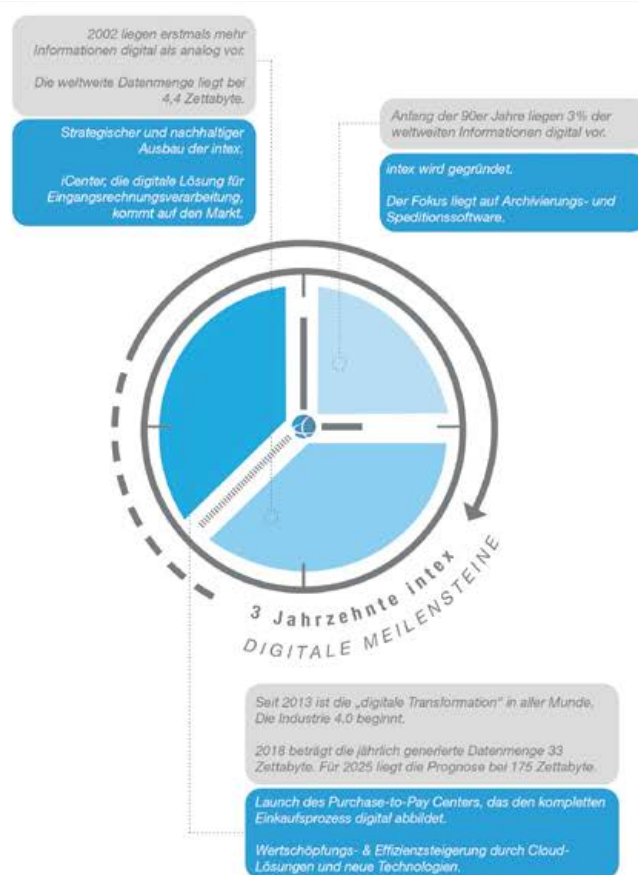 2002 liegen erstmals mehr
Informationen digital als analog vor.
Die weltweite Datenmenge liegt bei
4,4 Zettabyte.
Strategischer und nachhaltiger
Ausbau der intex.
iCenter, die digitale Lösung für
Eingangsrechnungsverarbeitung,
kommt auf den Markt.
Anfang der 90er Jahre liegen 3% der
weltweiten Informationen digital vor.
intex wird gegründet.
Der Fokus liegt auf Archivierungs- und
Speditionssoftware.
3 Jahrzehnte intex
DIGITALE MEILENSTEINE
Seit 2013 ist die „digitale Transformation“ in aller Munde.
Die Industrie 4.0 beginnt.
2018 beträgt die jährlich generierte Datenmenge 33
Zettabyte. Für 2025 liegt die Prognose bei 175 Zettabyte.
Launch des Purchase-to-Pay Centers, das den kompletten
Einkaufsprozess digital abbildet.
Wertschöpfungs- & Effizienzsteigerung durch Cloud-
Lösungen und neue Technologien.